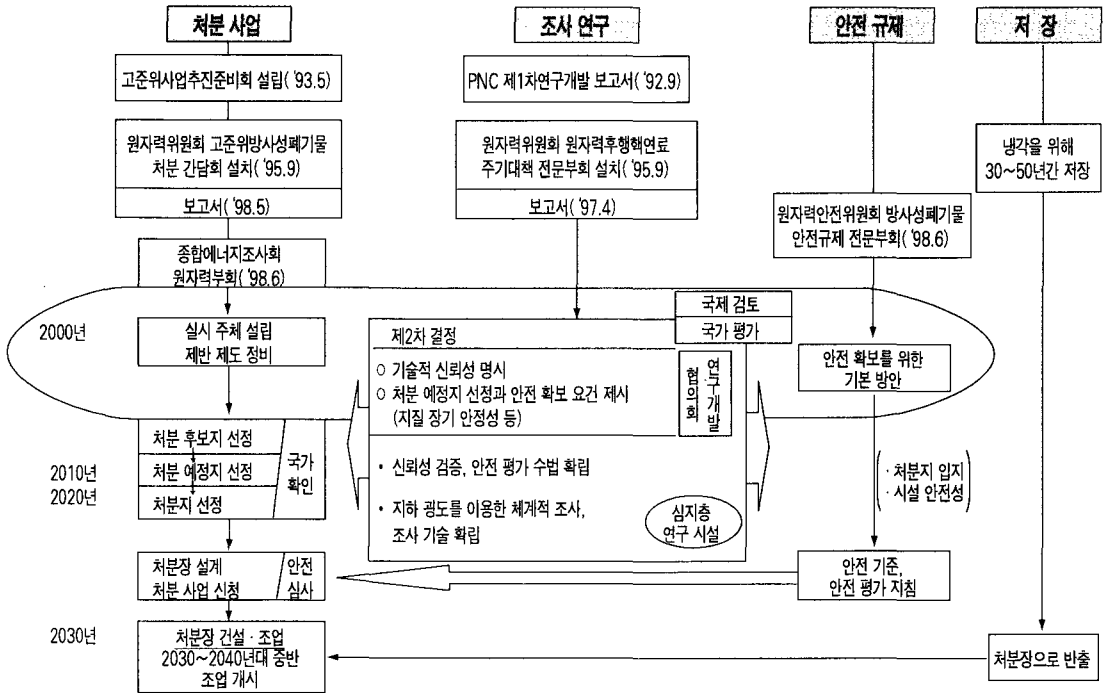 처분 사업
고준위사업추진준비회 설립( '93.5)
원자력위원회 고준위방사성폐기물
처분 간담회 설치( '95.9)
보고서( '98.5)
종합에너지조사회
원자력부회( '98.6)
2000년
실시 주체 설립
제반 제도 정비
처분 후보지 선정
2010년
처분 예정지 선정
2020년
처분지 선정
국가
확인
처분장 설계
처분 사업 신청
안전
심사
2030년
처분장 건설 · 조업
2030~2040년대 중반
조업 개시
조사 연구
PNC 제1차연구개발 보고서( '92.9)
원자력위원회 원자력후행핵연료
주기대책 전문부회 설치( '95.9)
보고서( '97.4)
국제 검토
국가 평가
제2차 결정
○ 기술적 신뢰성 명시
○ 처분 예정지 선정과 안전 확보 요건 제시
(지질 장기 안정성 등)
연구·개발
협의회
• 신뢰성 검증, 안전 평가 수법 확립
• 지하 광도를 이용한 체계적 조사,
조사 기술 확립
심지층
연구 시설
안전 규제
원자력안전위원회 방사성폐기물
안전규제 전문부회( '98.6)
안전 확보를 위한
기본 방안
· 처분지 입지
· 시설 안전성
안전 기준,
안전 평가 지침
저 장
냉각을 위해
30~50년간 저장
처분장으로 반출